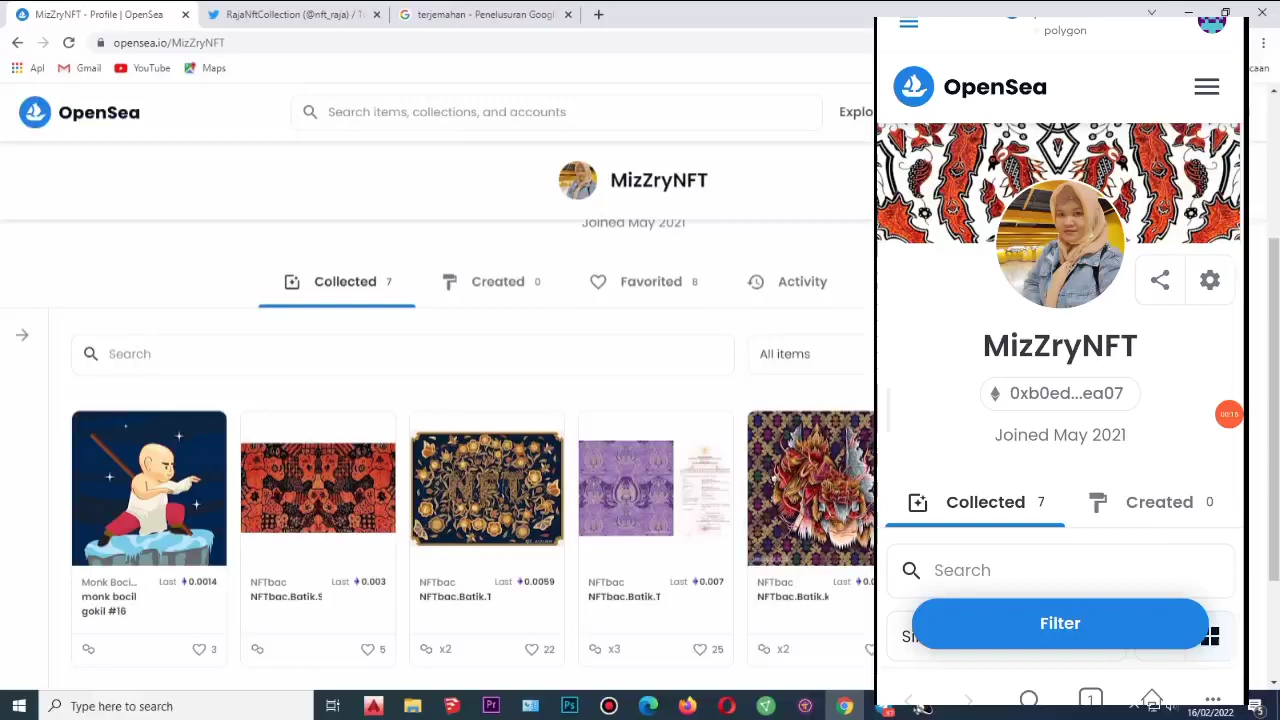 Profile - OpenSea
RajaNftCollection(@nft_raja) / T
terjemahan - Penelusuran Googl
opensea.io/MizZryNFT
Apl
Gmail
YouTube
Maps
OpenSea
Search items, collections, and accounts
Explo
MizZryNFT
Joined May 2021
Collected 7
Created 0
Favorited 8
Activity
Search
All items
Monk Boci...
Last 0.0014
monk bocil
gokil #16
3
NFTbac
Last 0.003
NFTbac.Batik.S
5
NFTbac
Last 0.0059
NFTbac.Batik.T
x2
22
NFTbac
Last 0.007
NFTbac.Batik.T
x3
25
NFTbac
Last 0.0
NFTbac.Batik.k
x2
Type here to search
polygon
OpenSea
MizZryNFT
0xb0ed...ea07
Joined May 2021
Collected 7
Created 0
Search
Filter
1
16/02/2022